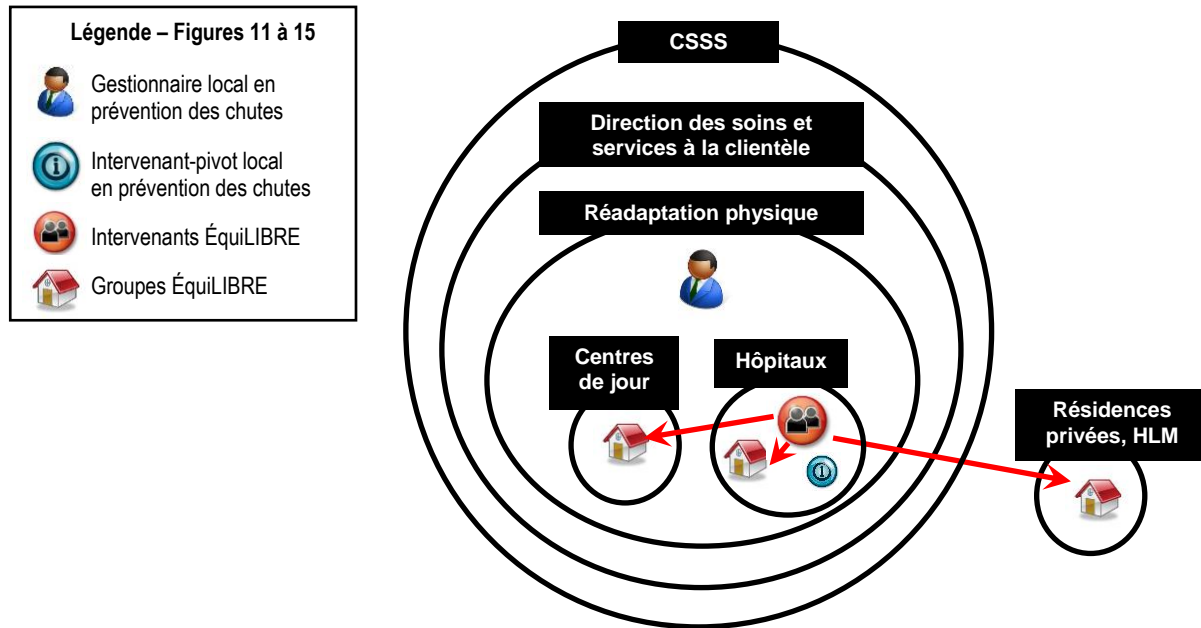 Légende – Figures 11 à 15
Gestionnaire local en
prévention des chutes
Intervenant-pivot local
en prévention des chutes
Intervenants ÉquiLIBRE
Groupes ÉquiLIBRE
CSSS
Direction des soins et
services à la clientèle
Réadaptation physique
Centres
de jour
Hôpitaux
Résidences
privées, HLM